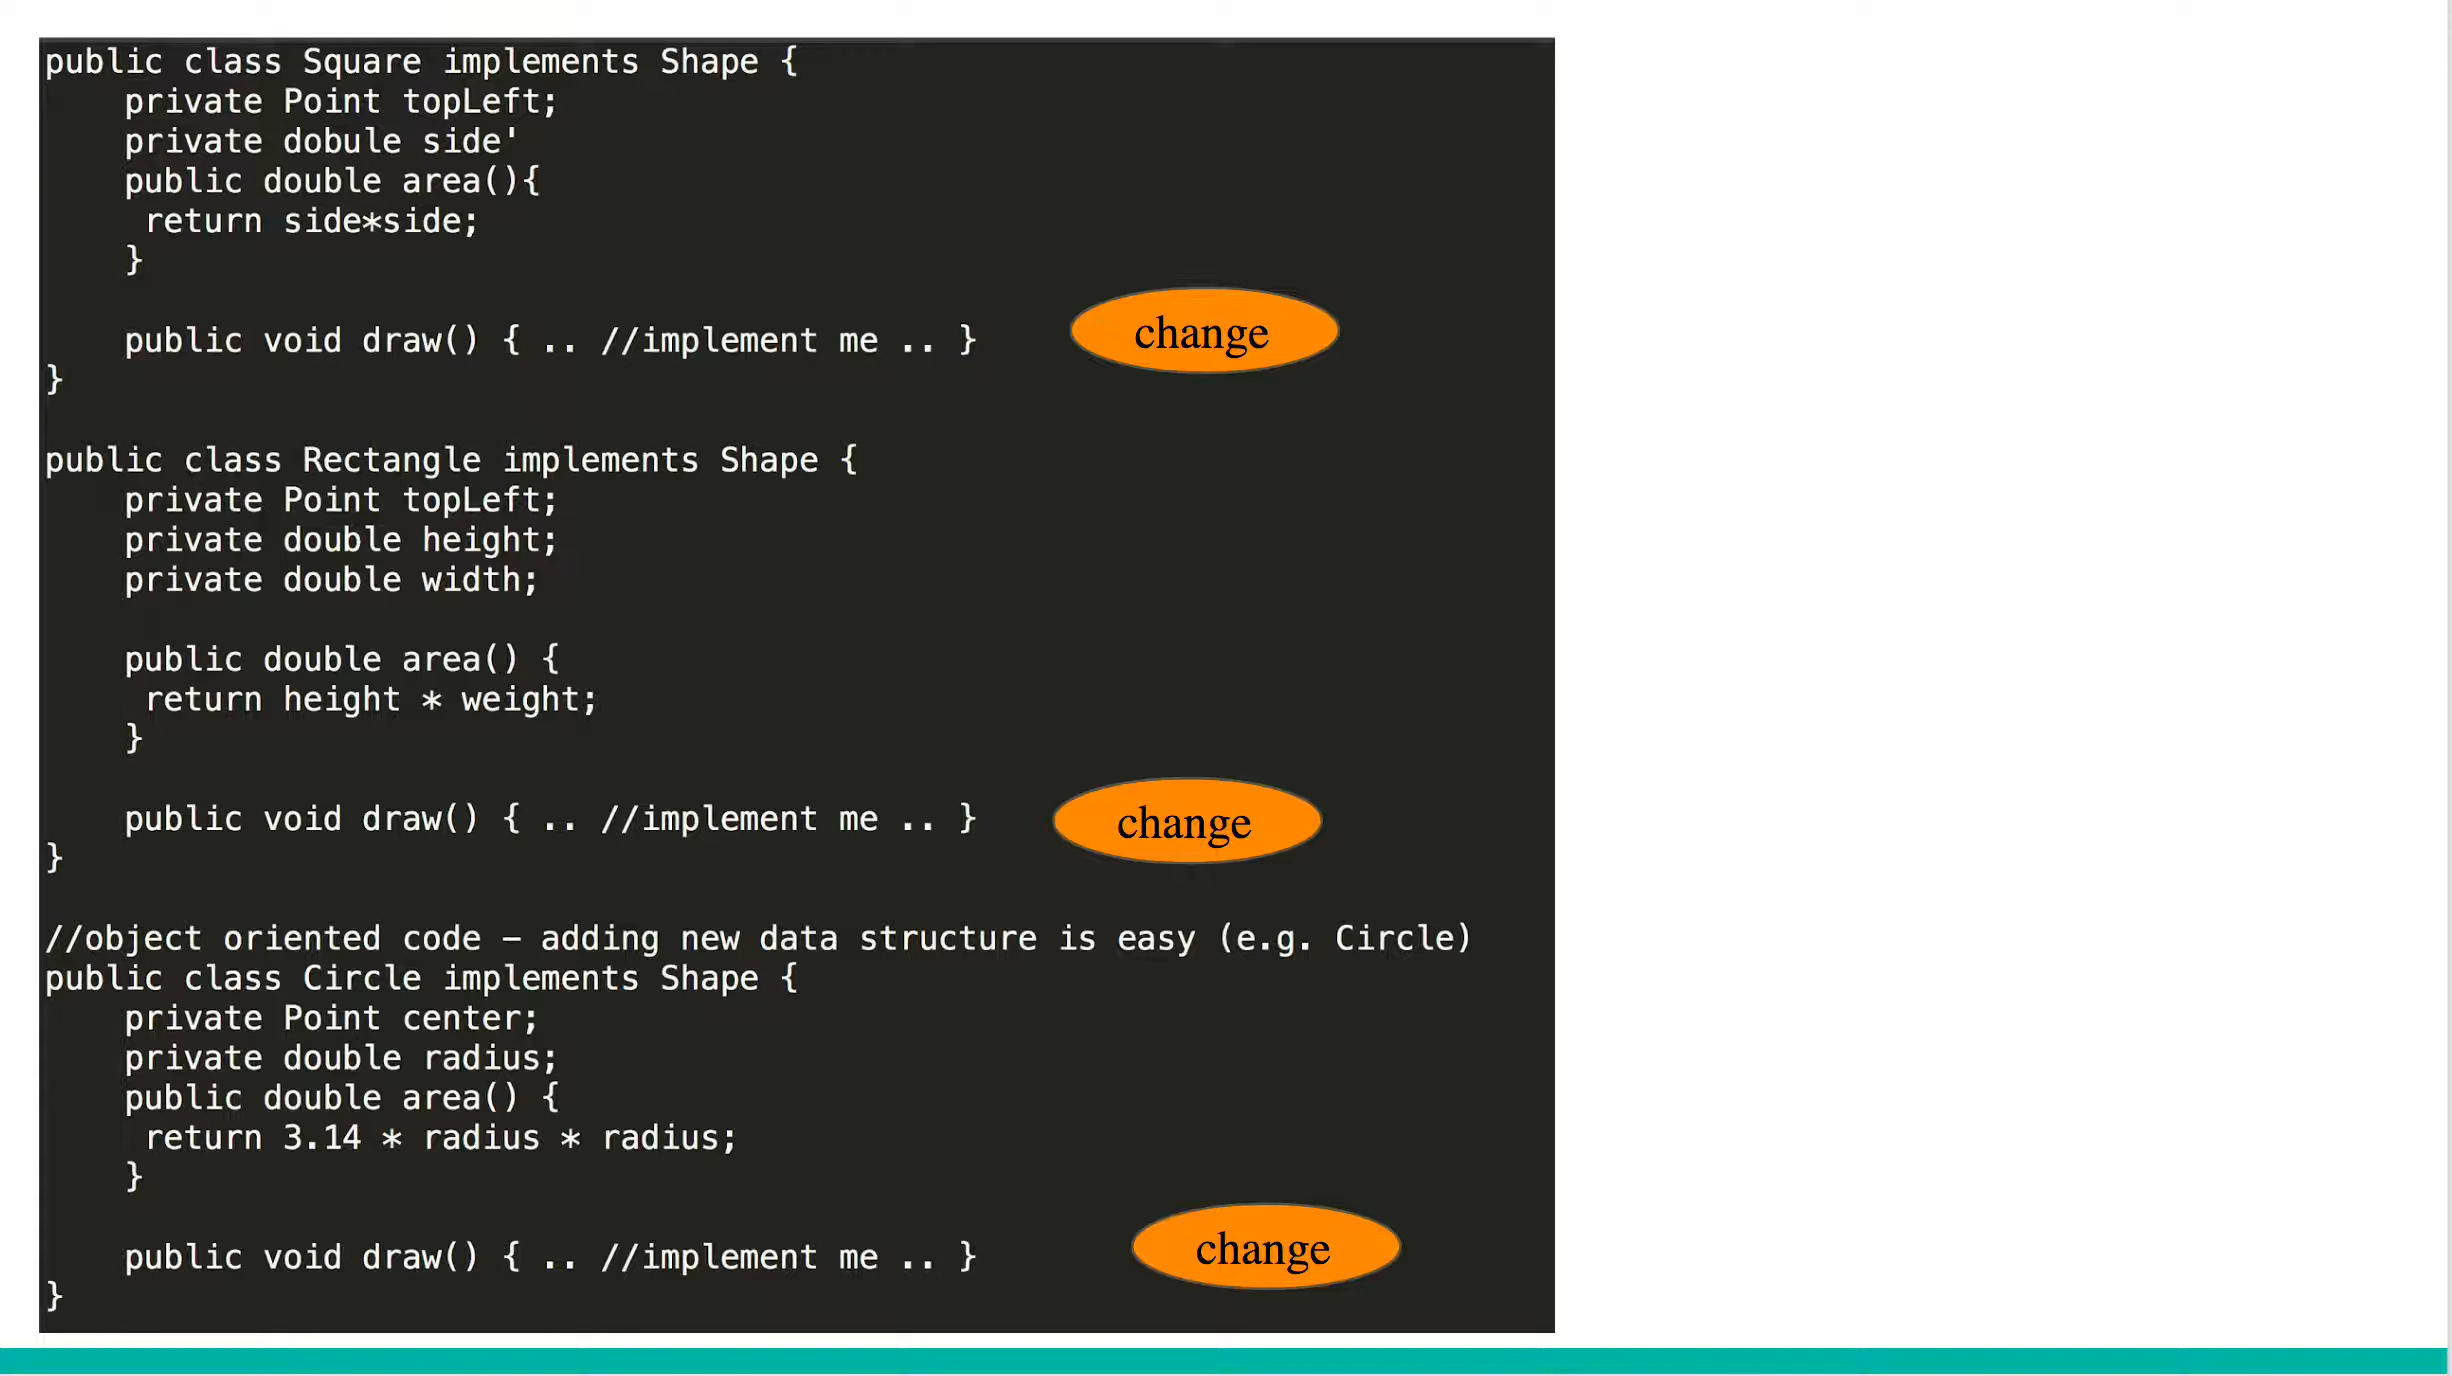 public class Square implements Shape {
    private Point topLeft;
    private dobule side'
    public double area(){
     return side*side;
    }
    public void draw() { .. //implement me .. }
change
}
public class Rectangle implements Shape {
    private Point topLeft;
    private double height;
    private double width;
    public double area() {
     return height * weight;
    }
    public void draw() { .. //implement me .. }
change
}
//object oriented code – adding new data structure is easy (e.g. Circle)
public class Circle implements Shape {
    private Point center;
    private double radius;
    public double area() {
     return 3.14 * radius * radius;
    }
    public void draw() { .. //implement me .. }
change
}